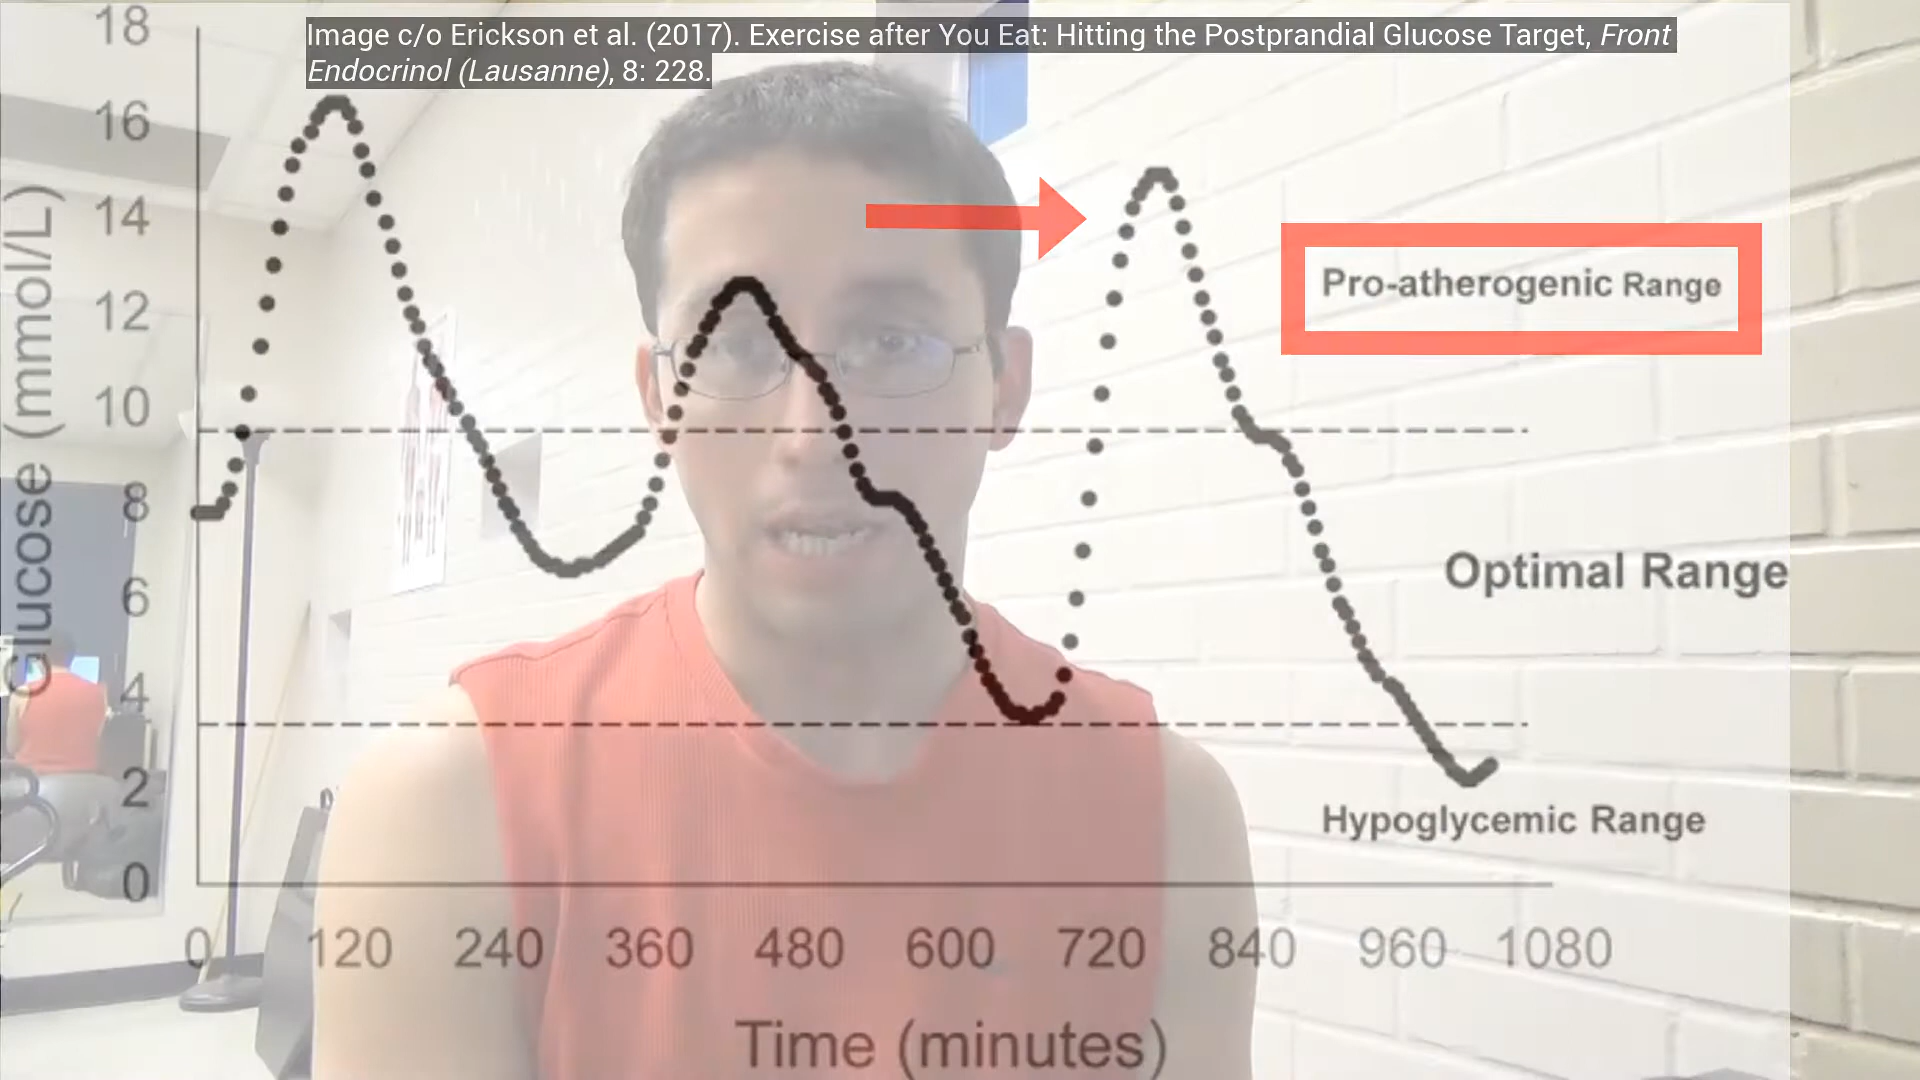 Image c/o Erickson et al. (2017). Exercise after You Eat: Hitting the Postprandial Glucose Target, Front
Endocrinol (Lausanne), 8: 228.
18
16
14
12
10
8
6
4
2
0
Glucose (mmol/L)
Pro-atherogenic Range
Optimal Range
Hypoglycemic Range
0 120 240 360 480 600 720 840 960 1080
Time (minutes)